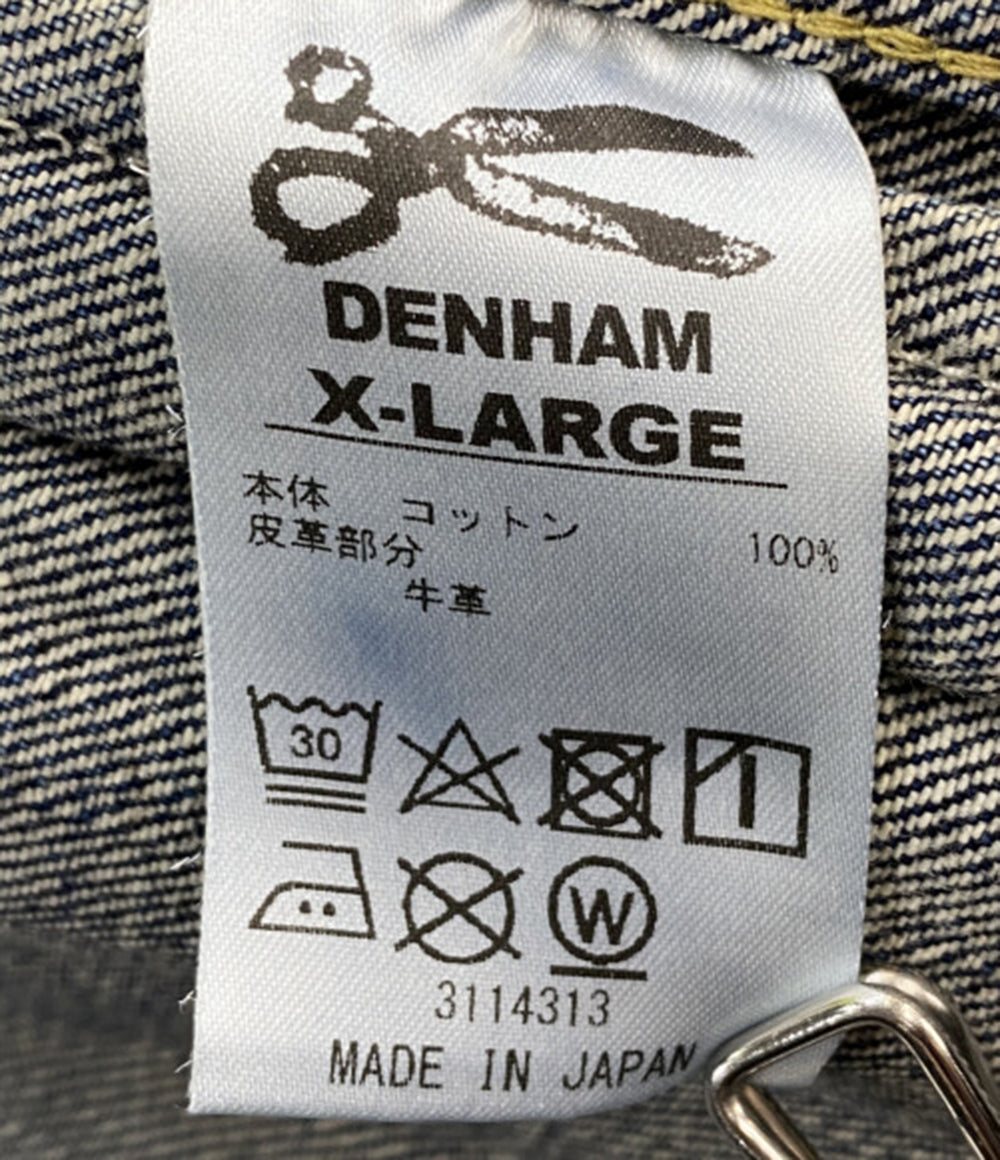 DENHAM
X-LARGE
本体 コットン 100%
皮革部分
牛革
30
W
3114313
MADE IN JAPAN